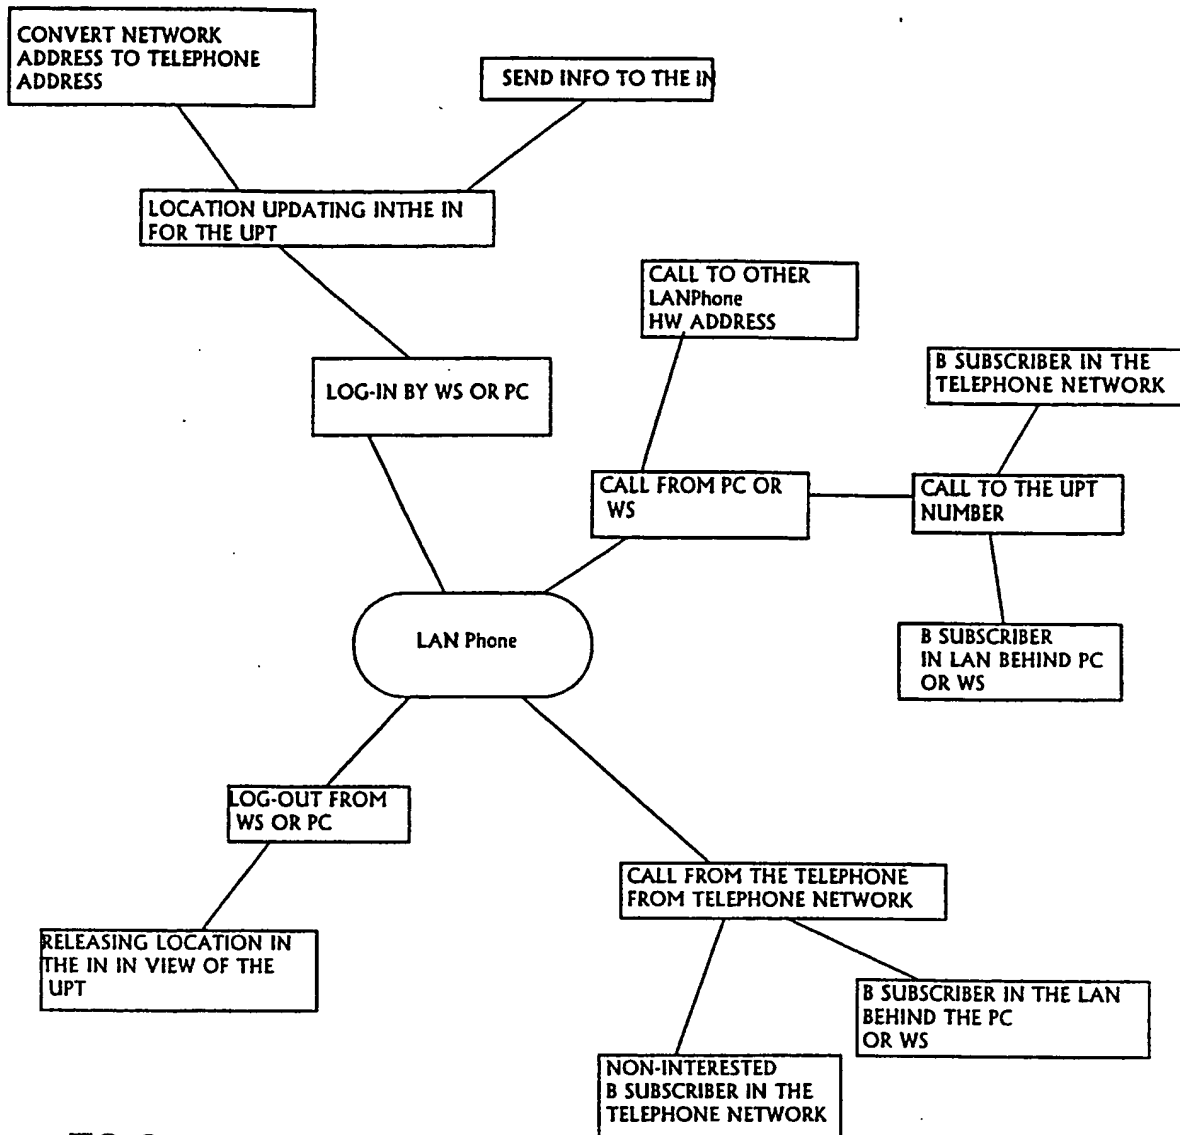 CONVERT NETWORK
ADDRESS TO TELEPHONE
ADDRESS
SEND INFO TO THE IN
LOCATION UPDATING INTHE IN
FOR THE UPT
CALL TO OTHER
LANPhone
HW ADDRESS
LOG-IN BY WS OR PC
B SUBSCRIBER IN THE
TELEPHONE NETWORK
CALL FROM PC OR
WS
CALL TO THE UPT
NUMBER
LAN Phone
B SUBSCRIBER
IN LAN BEHIND PC
OR WS
LOG-OUT FROM
WS OR PC
CALL FROM THE TELEPHONE
FROM TELEPHONE NETWORK
RELEASING LOCATION IN
THE IN IN VIEW OF THE
UPT
B SUBSCRIBER IN THE LAN
BEHIND THE PC
OR WS
NON-INTERESTED
B SUBSCRIBER IN THE
TELEPHONE NETWORK